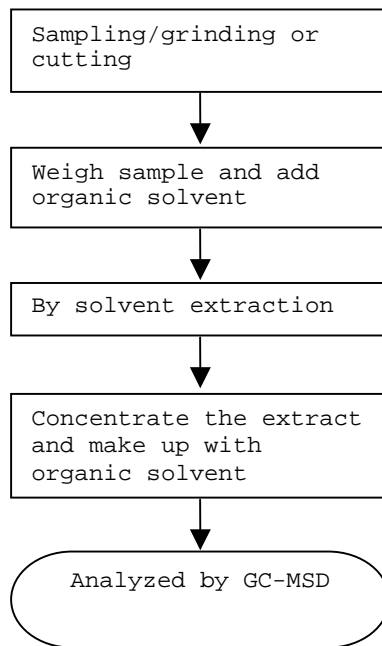 Sampling/grinding or
cutting
Weigh sample and add
organic solvent
By solvent extraction
Concentrate the extract
and make up with
organic solvent
Analyzed by GC-MSD